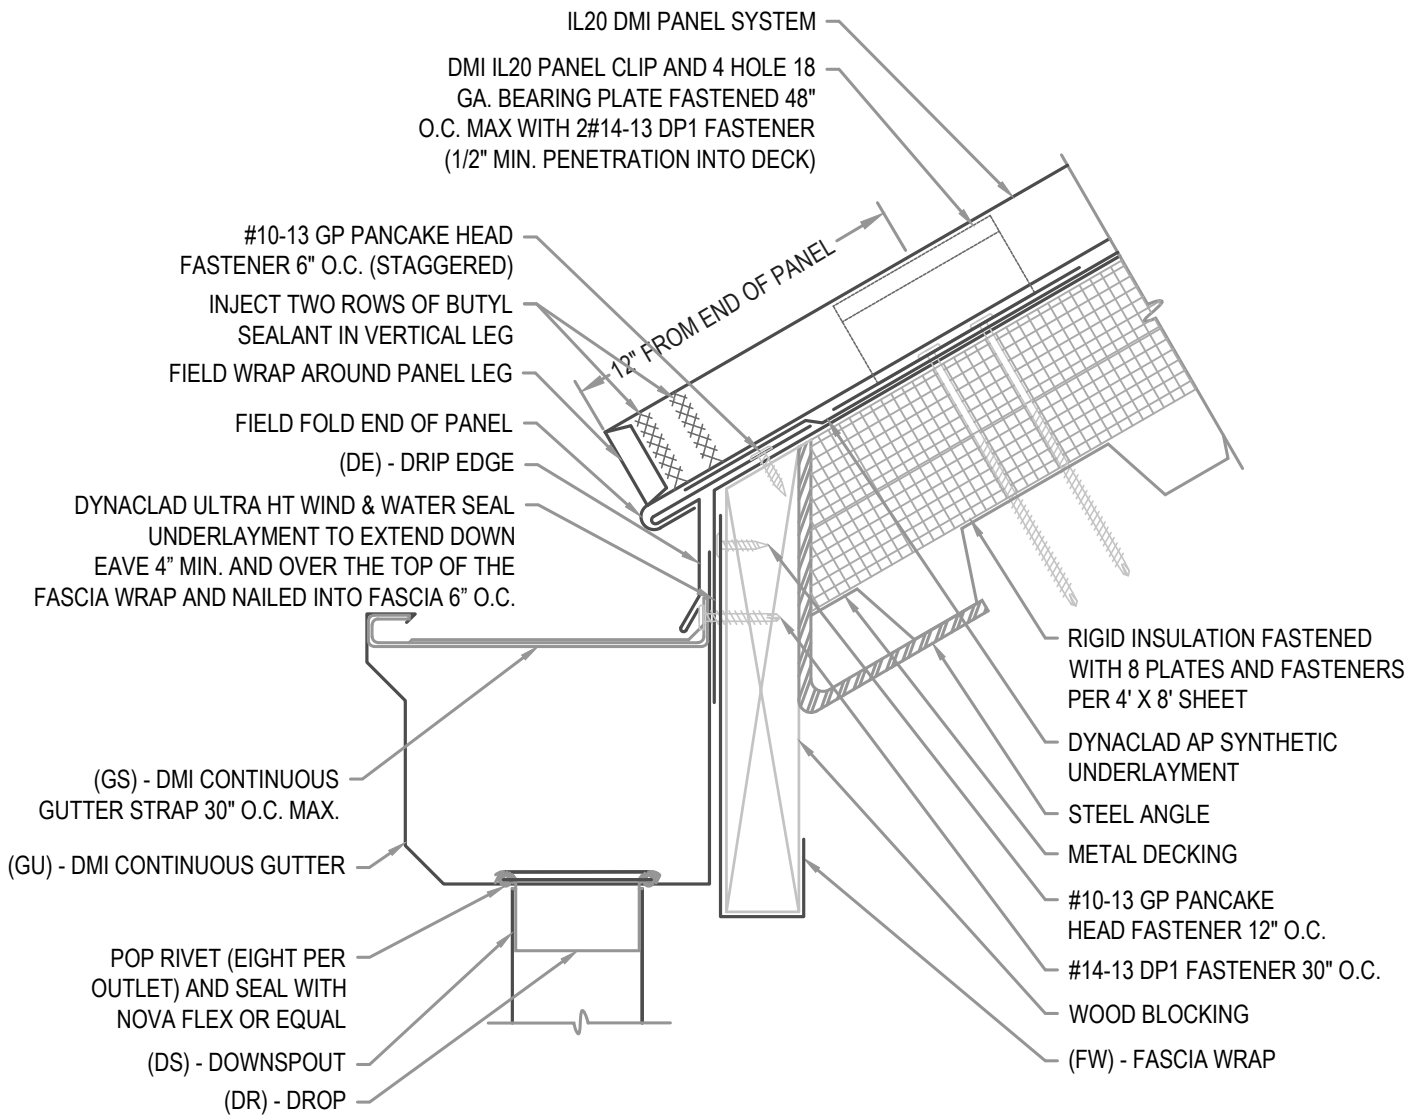 IL20 DMI PANEL SYSTEM
DMI IL20 PANEL CLIP AND 4 HOLE 18
GA. BEARING PLATE FASTENED 48"
O.C. MAX WITH 2#14-13 DP1 FASTENER
(1/2" MIN. PENETRATION INTO DECK)
12" FROM END OF PANEL
#10-13 GP PANCAKE HEAD
FASTENER 6" O.C. (STAGGERED)
INJECT TWO ROWS OF BUTYL
SEALANT IN VERTICAL LEG
FIELD WRAP AROUND PANEL LEG
FIELD FOLD END OF PANEL
(DE) - DRIP EDGE
DYNACLAD ULTRA HT WIND & WATER SEAL
UNDERLAYMENT TO EXTEND DOWN
EAVE 4” MIN. AND OVER THE TOP OF THE
FASCIA WRAP AND NAILED INTO FASCIA 6” O.C.
(GS) - DMI CONTINUOUS
GUTTER STRAP 30" O.C. MAX.
(GU) - DMI CONTINUOUS GUTTER
POP RIVET (EIGHT PER
OUTLET) AND SEAL WITH
NOVA FLEX OR EQUAL
(DS) - DOWNSPOUT
(DR) - DROP
RIGID INSULATION FASTENED
WITH 8 PLATES AND FASTENERS
PER 4' X 8' SHEET
DYNACLAD AP SYNTHETIC
UNDERLAYMENT
STEEL ANGLE
METAL DECKING
#10-13 GP PANCAKE
HEAD FASTENER 12" O.C.
#14-13 DP1 FASTENER 30" O.C.
WOOD BLOCKING
(FW) - FASCIA WRAP